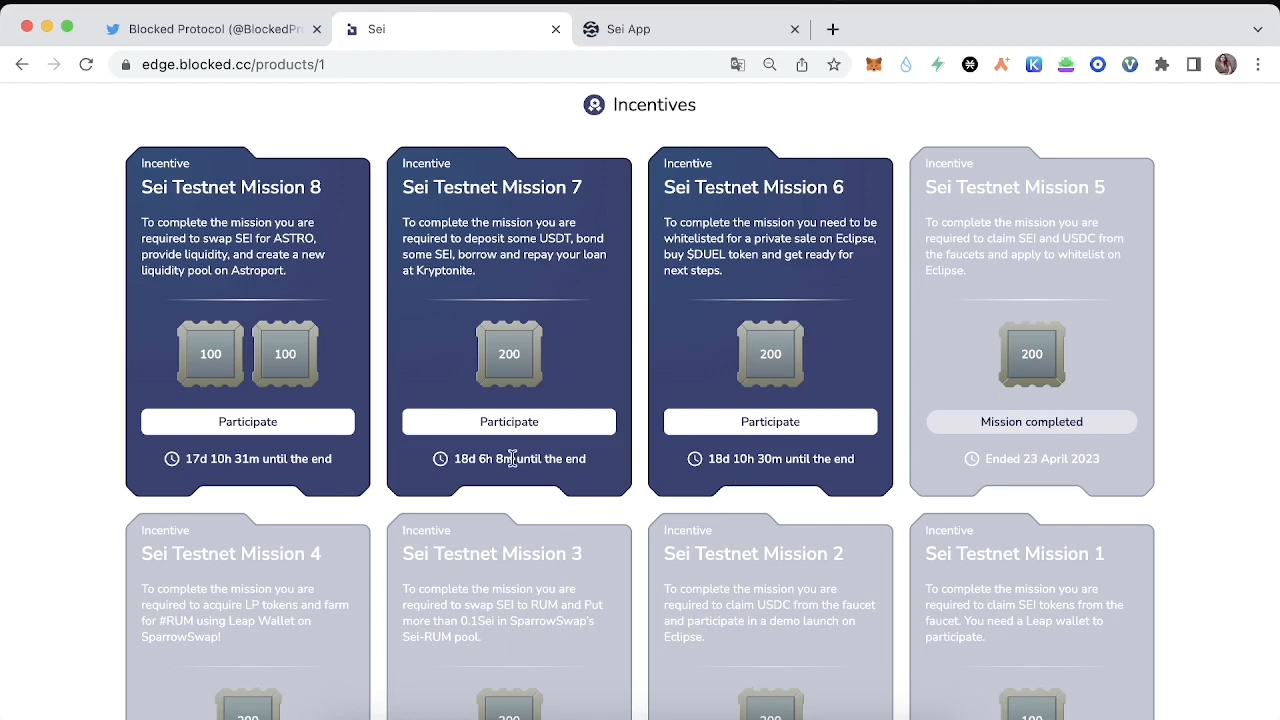 Blocked Protocol (@BlockedPr
Sei
Sei App
edge.blocked.cc/products/1
Incentives
Incentive
Sei Testnet Mission 8
To complete the mission you are
required to swap SEI for ASTRO,
provide liquidity, and create a new
liquidity pool on Astroport.
100
100
Participate
17d 10h 31m until the end
Incentive
Sei Testnet Mission 7
To complete the mission you are
required to deposit some USDT, bond
some SEI, borrow and repay your loan
at Kryptonite.
200
Participate
18d 6h 8m until the end
Incentive
Sei Testnet Mission 6
To complete the mission you need to be
whitelisted for a private sale on Eclipse,
buy $DUEL token and get ready for
next steps.
200
Participate
18d 10h 30m until the end
Incentive
Sei Testnet Mission 5
To complete the mission you are
required to claim SEI and USDC from
the faucets and apply to whitelist on
Eclipse.
200
Mission completed
Ended 23 April 2023
Incentive
Sei Testnet Mission 4
To complete the mission you are
required to acquire LP tokens and farm
for #RUM using Leap Wallet on
SparrowSwap!
200
Incentive
Sei Testnet Mission 3
To complete the mission you are
required to swap SEI to RUM and Put
more than 0.1Sei in SparrowSwap's
Sei-RUM pool.
200
Incentive
Sei Testnet Mission 2
To complete the mission you are
required to claim USDC from the faucet
and participate in a demo launch on
Eclipse.
200
Incentive
Sei Testnet Mission 1
To complete the mission you are
required to claim SEI tokens from the
faucet. You need a Leap wallet to
participate.
100